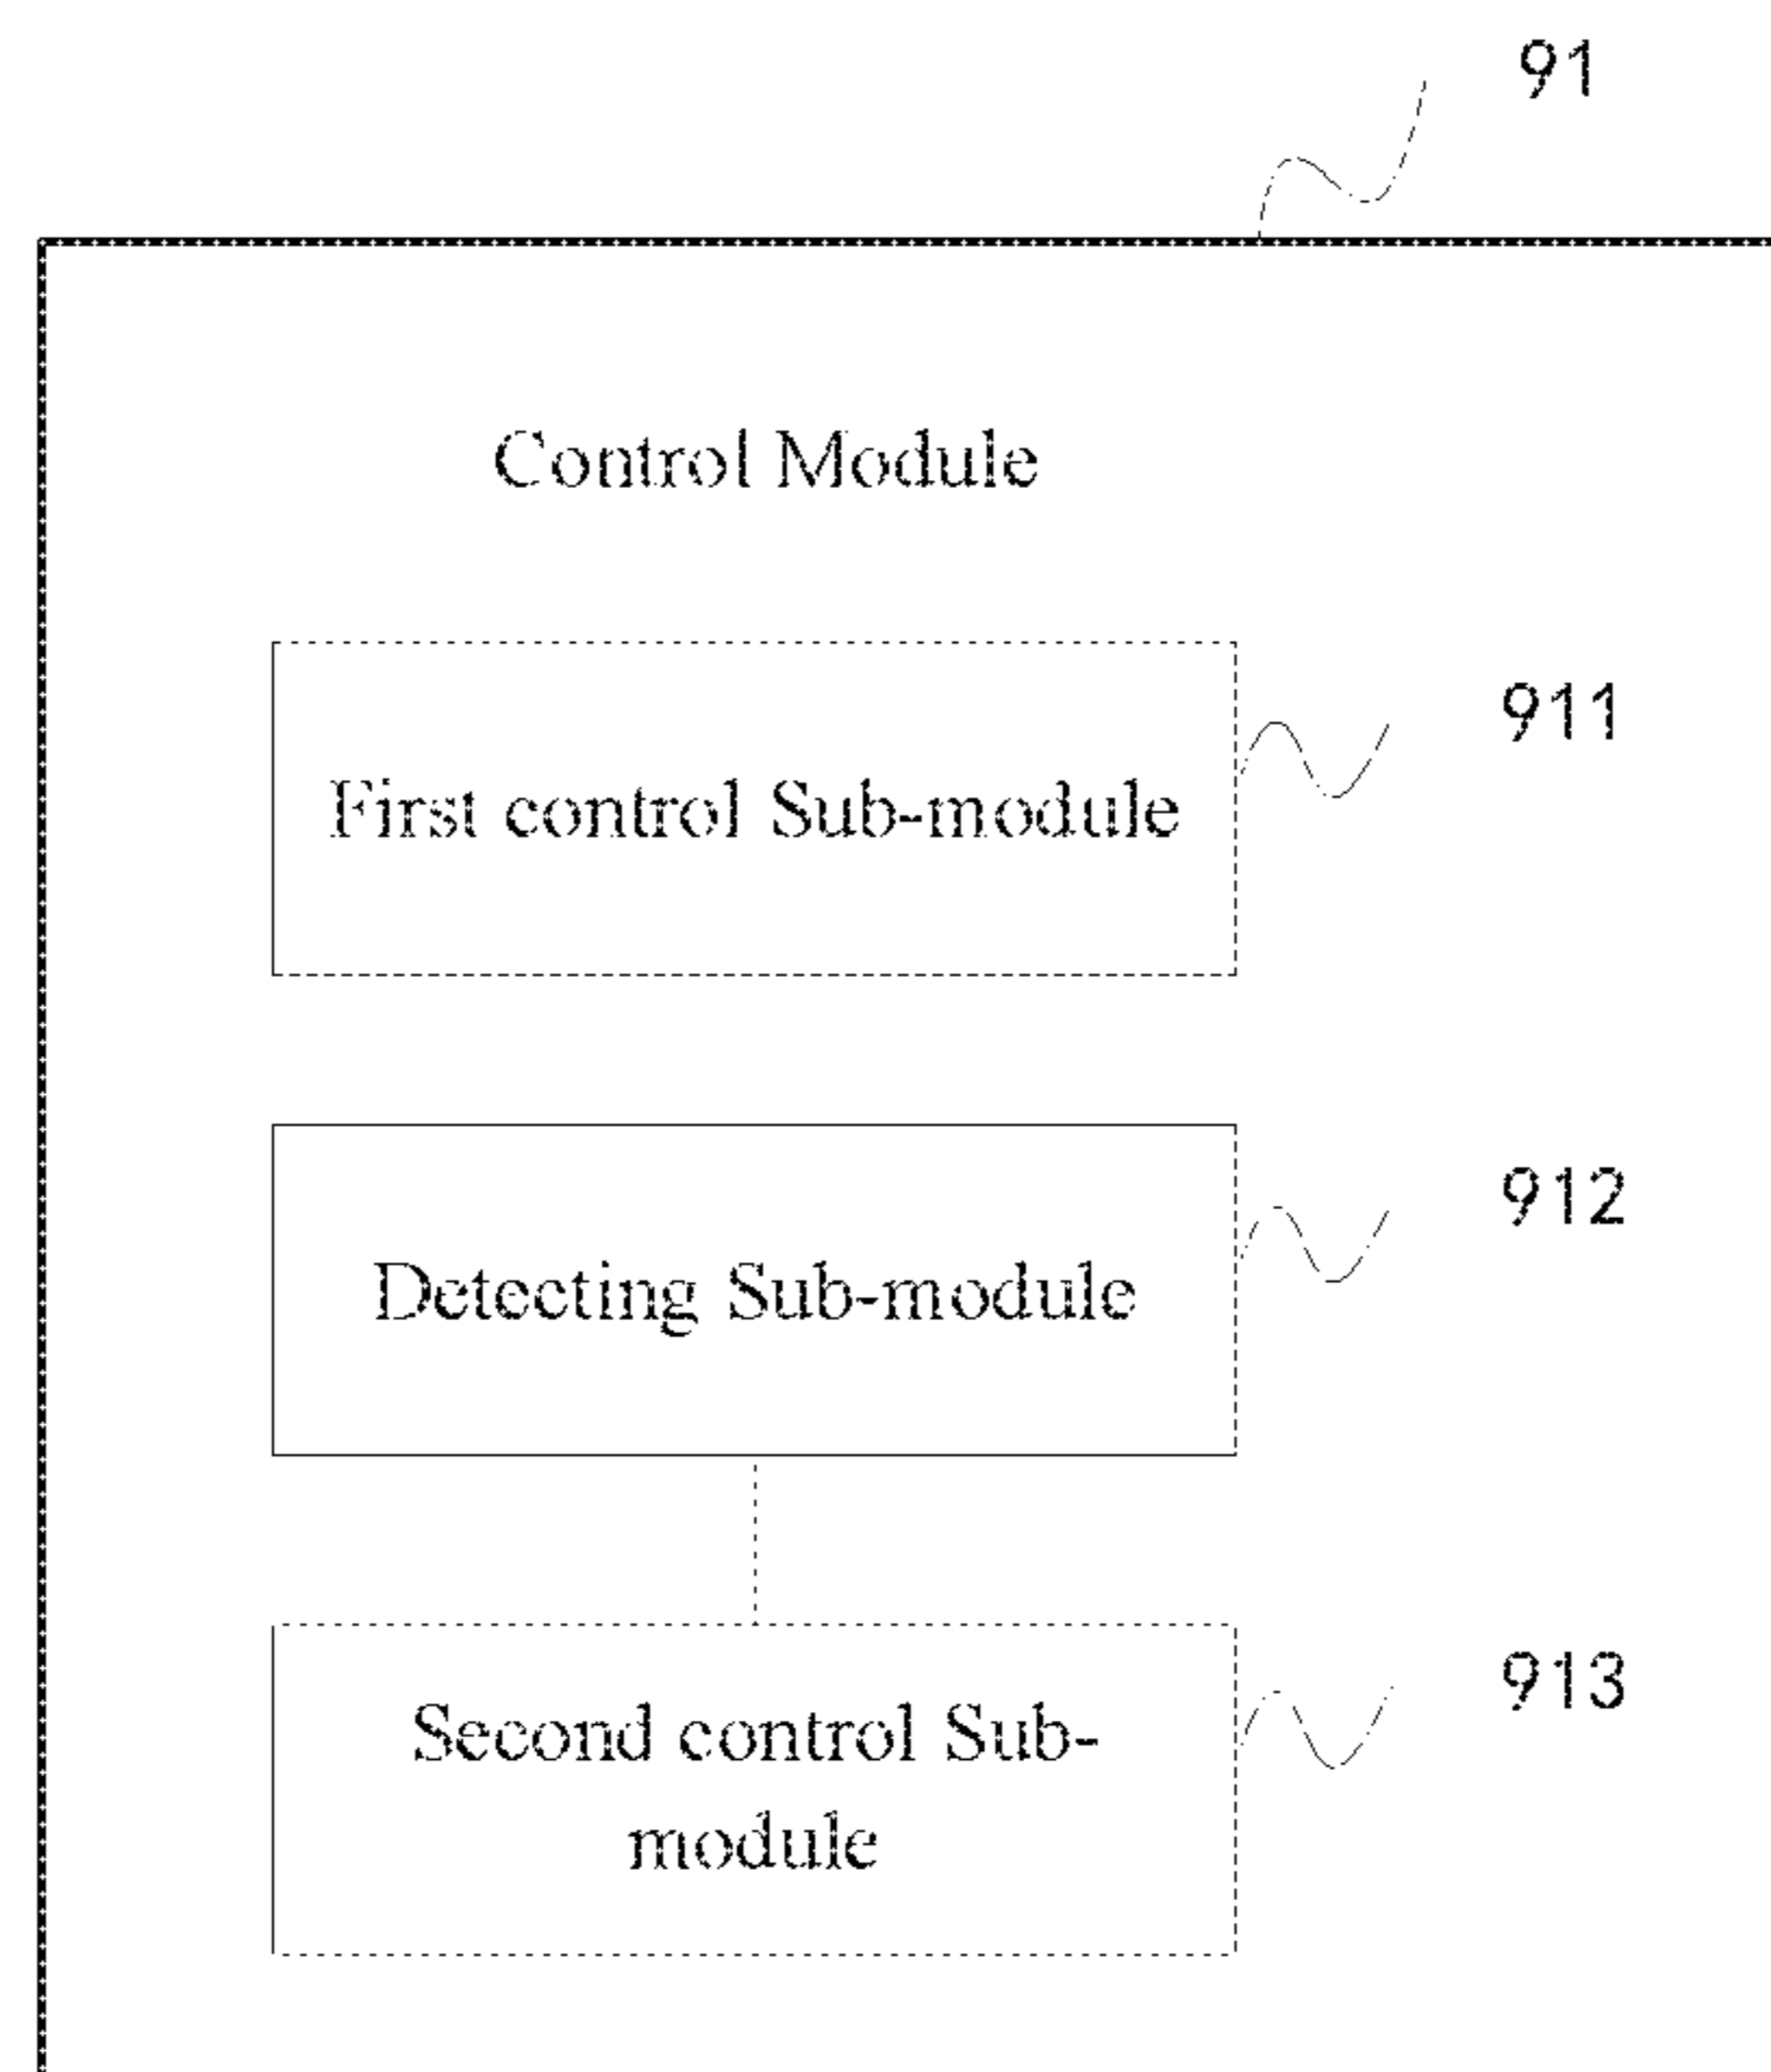 91
Control Module
911
First control Sub-module
912
Detecting Sub-module
913
Second control Sub-
module